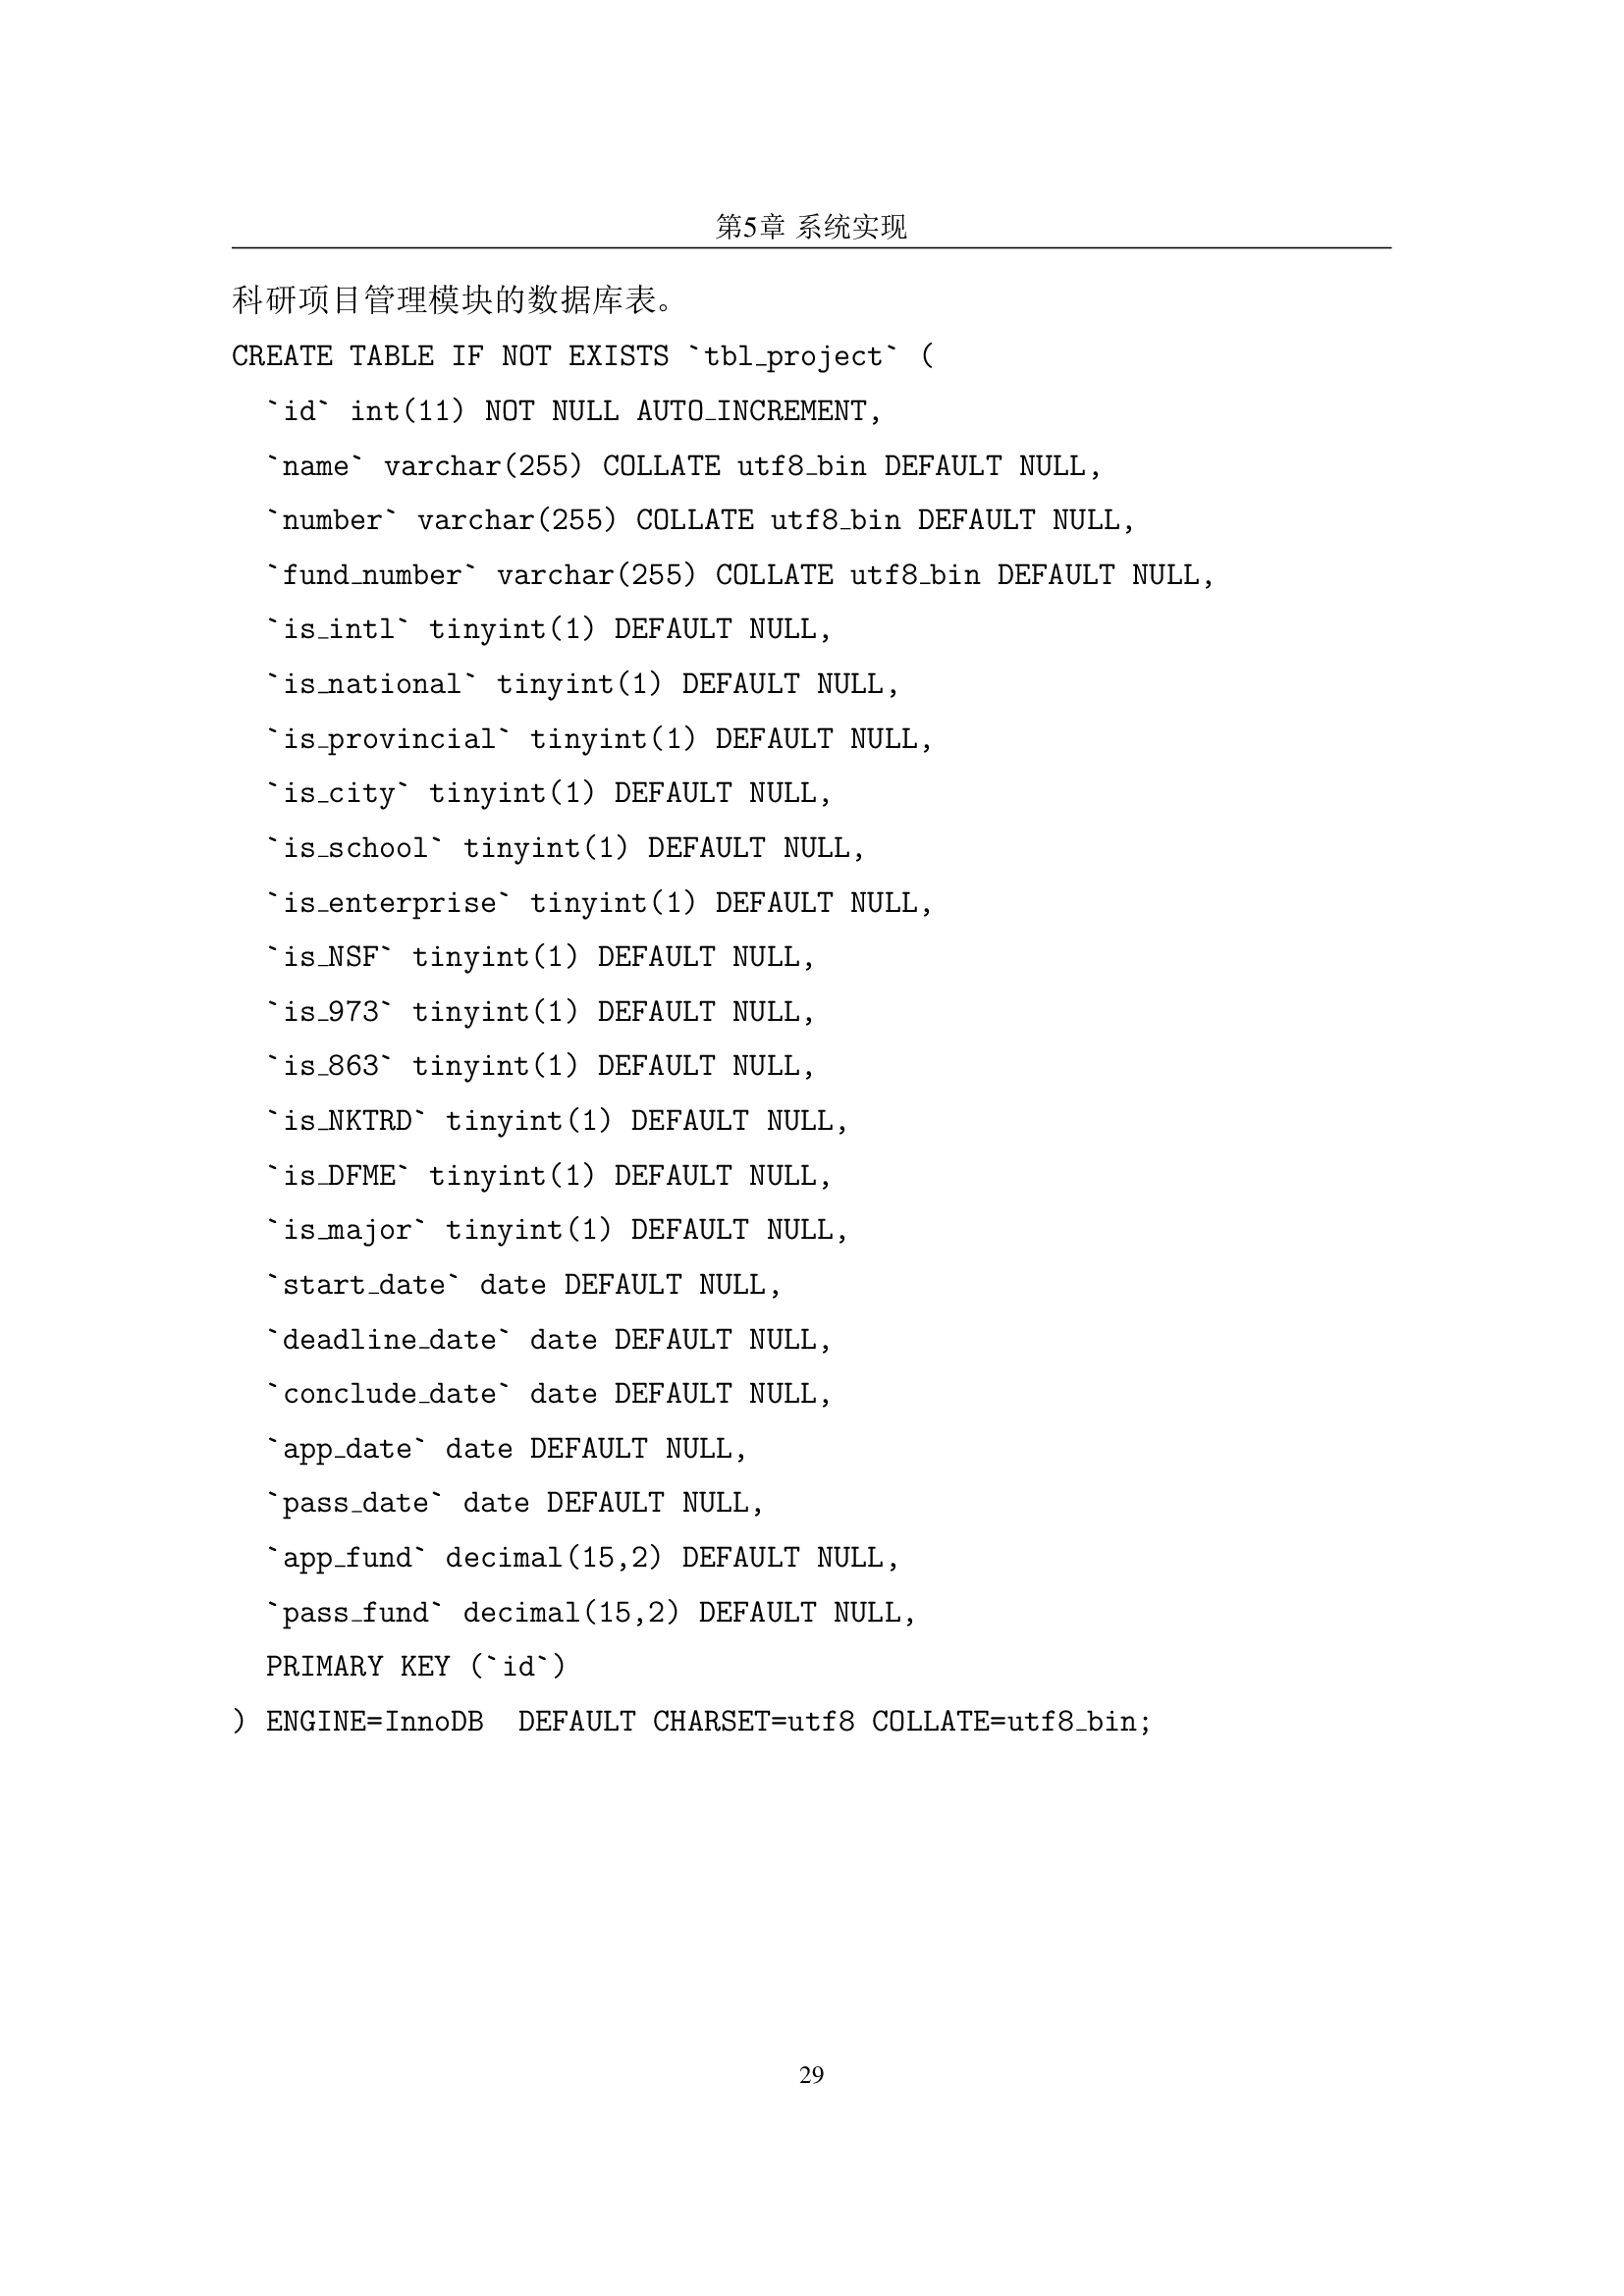 第5章 系统实现
科研项目管理模块的数据库表。
CREATE TABLE IF NOT EXISTS `tbl_project` (
  `id` int(11) NOT NULL AUTO_INCREMENT,
  `name` varchar(255) COLLATE utf8_bin DEFAULT NULL,
  `number` varchar(255) COLLATE utf8_bin DEFAULT NULL,
  `fund_number` varchar(255) COLLATE utf8_bin DEFAULT NULL,
  `is_intl` tinyint(1) DEFAULT NULL,
  `is_national` tinyint(1) DEFAULT NULL,
  `is_provincial` tinyint(1) DEFAULT NULL,
  `is_city` tinyint(1) DEFAULT NULL,
  `is_school` tinyint(1) DEFAULT NULL,
  `is_enterprise` tinyint(1) DEFAULT NULL,
  `is_NSF` tinyint(1) DEFAULT NULL,
  `is_973` tinyint(1) DEFAULT NULL,
  `is_863` tinyint(1) DEFAULT NULL,
  `is_NKTRD` tinyint(1) DEFAULT NULL,
  `is_DFME` tinyint(1) DEFAULT NULL,
  `is_major` tinyint(1) DEFAULT NULL,
  `start_date` date DEFAULT NULL,
  `deadline_date` date DEFAULT NULL,
  `conclude_date` date DEFAULT NULL,
  `app_date` date DEFAULT NULL,
  `pass_date` date DEFAULT NULL,
  `app_fund` decimal(15,2) DEFAULT NULL,
  `pass_fund` decimal(15,2) DEFAULT NULL,
  PRIMARY KEY (`id`)
) ENGINE=InnoDB  DEFAULT CHARSET=utf8 COLLATE=utf8_bin;
29